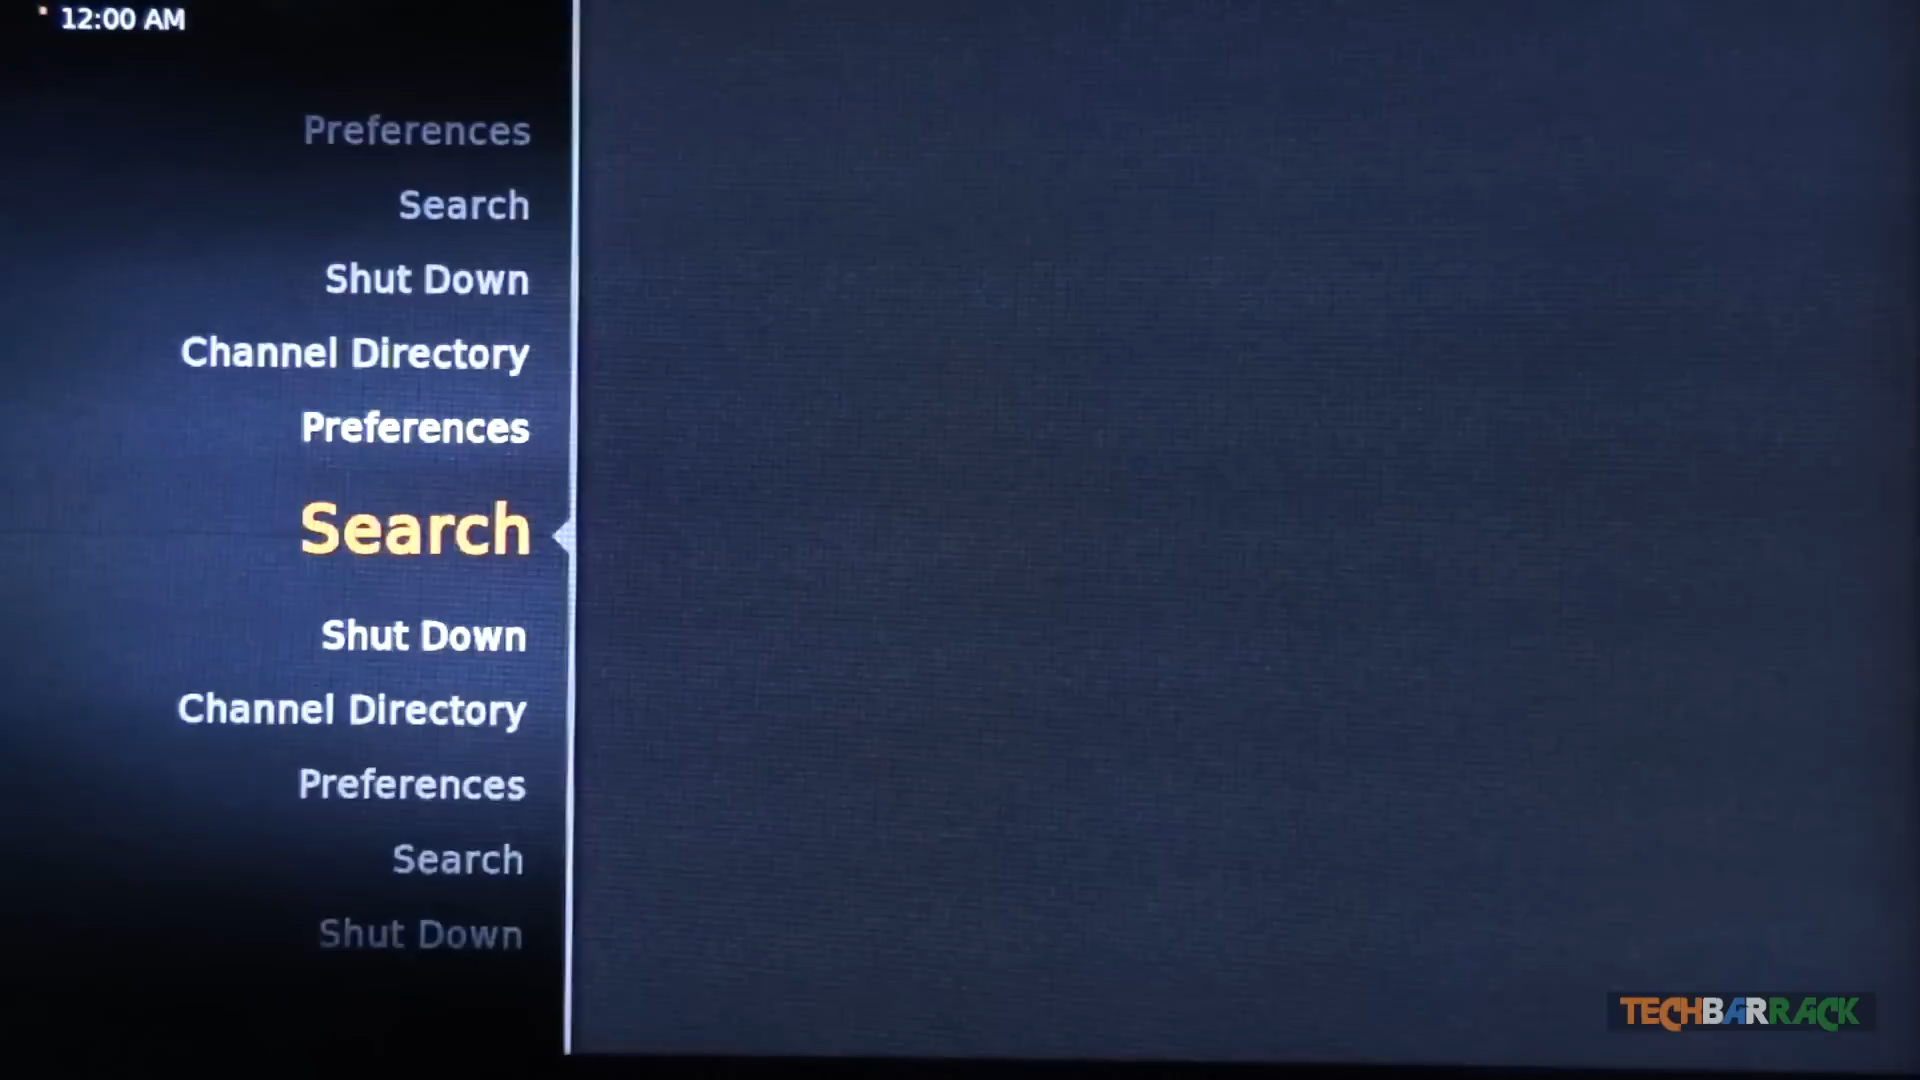 12:00 AM
Preferences
Search
Shut Down
Channel Directory
Preferences
Search
Shut Down
Channel Directory
Preferences
Search
Shut Down
TECHBARRACK